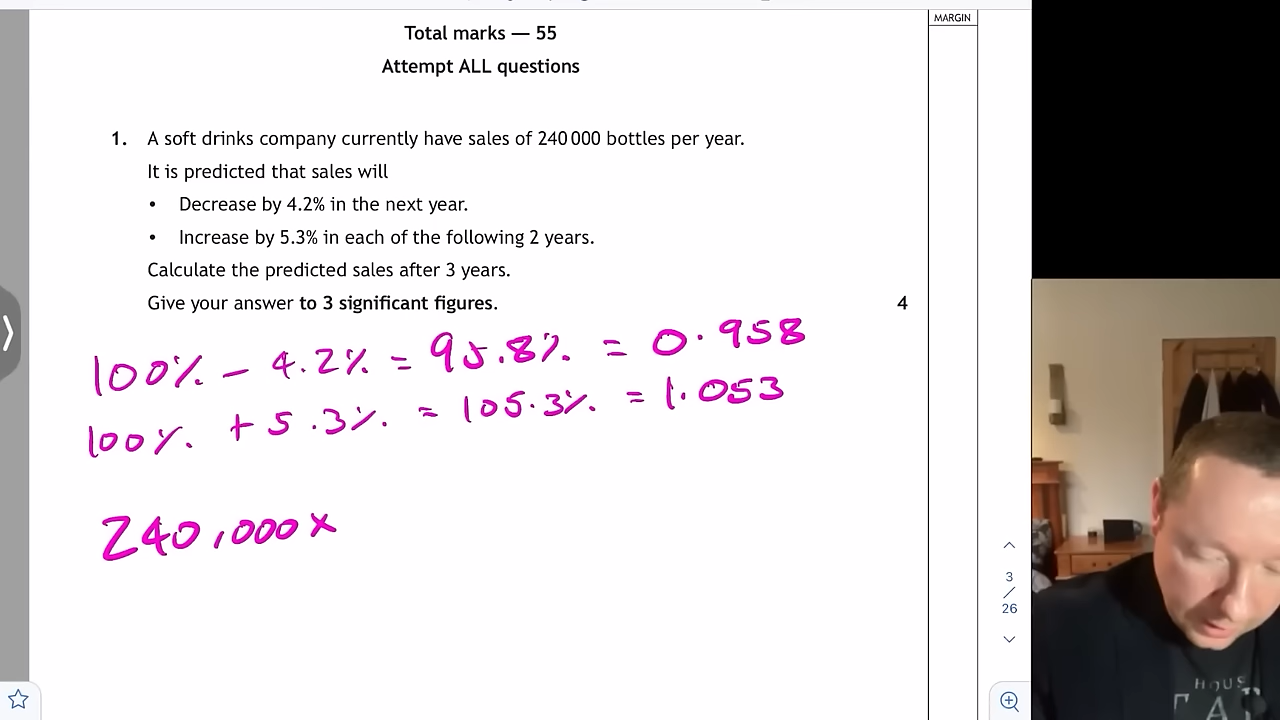 Total marks — 55
MARGIN
Attempt ALL questions
1. A soft drinks company currently have sales of 240 000 bottles per year.
It is predicted that sales will
• Decrease by 4.2% in the next year.
• Increase by 5.3% in each of the following 2 years.
Calculate the predicted sales after 3 years.
Give your answer to 3 significant figures. 4
100% - 4.2% = 95.8% = 0.958
100% + 5.3% = 105.3% = 1.053
240,000 x
3
/
26
HOUS